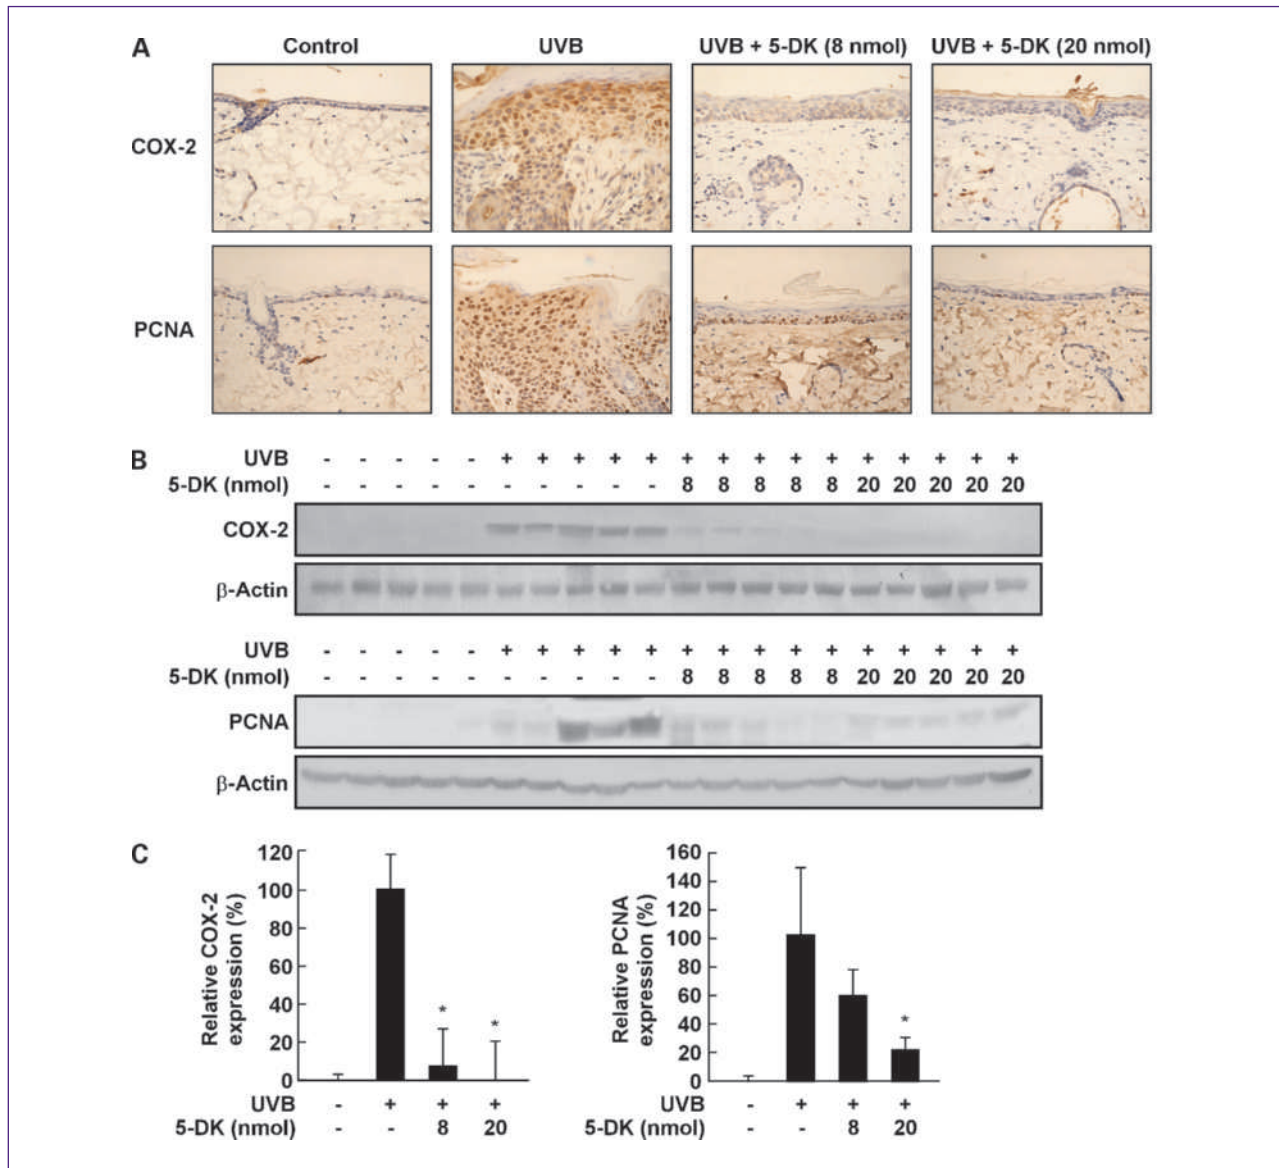 A
Control UVB UVB + 5-DK (8 nmol) UVB + 5-DK (20 nmol)
COX-2
PCNA
B
UVB - - - - - + + + + + + + + + + + + + + +
5-DK (nmol) - - - - - - - - - - 8 8 8 8 8 20 20 20 20 20
COX-2
β-Actin
UVB - - - - - + + + + + + + + + + + + + + +
5-DK (nmol) - - - - - - - - - - 8 8 8 8 8 20 20 20 20 20
PCNA
β-Actin
C
Relative COX-2
expression (%)
120
100
80
60
40
20
0
* *
UVB - + + +
5-DK (nmol) - - 8 20
Relative PCNA
expression (%)
160
140
120
100
80
60
40
20
0
*
UVB - + + +
5-DK (nmol) - - 8 20